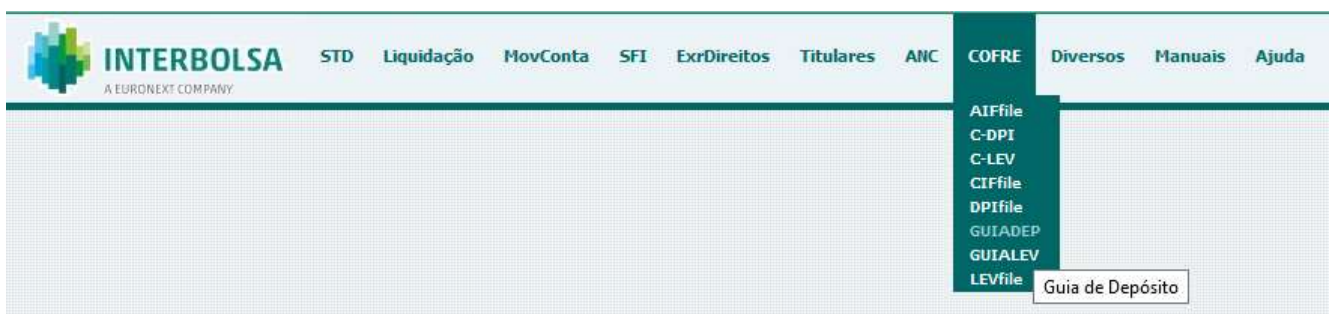 INTERBOLSA
A EURONEXT COMPANY
STD Liquidação MovConta SFI ExrDireitos Titulares ANC COFRE Diversos Manuais Ajuda
AIFfile
C-DPI
C-LEV
CIFfile
DPIfile
GUIADEP
GUIALEV
LEVfile
Guia de Depósito